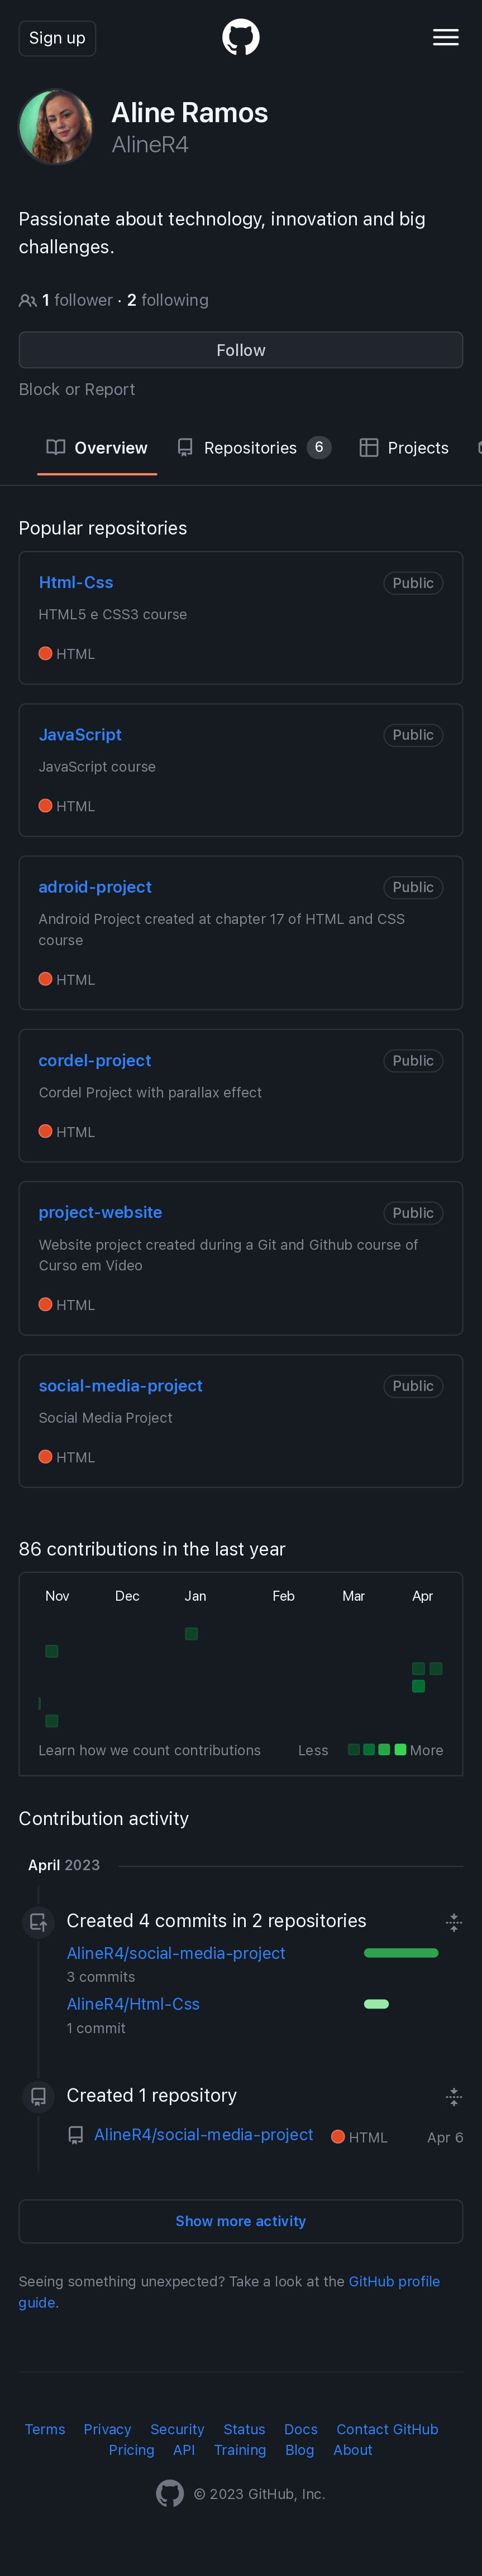 Sign up
Aline Ramos
AlineR4
Passionate about technology, innovation and big
challenges.
1 follower · 2 following
Follow
Block or Report
Overview Repositories 6 Projects
Popular repositories
Html-Css Public
HTML5 e CSS3 course
HTML
JavaScript Public
JavaScript course
HTML
adroid-project Public
Android Project created at chapter 17 of HTML and CSS
course
HTML
cordel-project Public
Cordel Project with parallax effect
HTML
project-website Public
Website project created during a Git and Github course of
Curso em Video
HTML
social-media-project Public
Social Media Project
HTML
86 contributions in the last year
Nov Dec Jan Feb Mar Apr
Learn how we count contributions Less More
Contribution activity
April 2023
Created 4 commits in 2 repositories
AlineR4/social-media-project
3 commits
AlineR4/Html-Css
1 commit
Created 1 repository
AlineR4/social-media-project HTML Apr 6
Show more activity
Seeing something unexpected? Take a look at the GitHub profile
guide.
Terms Privacy Security Status Docs Contact GitHub
Pricing API Training Blog About
© 2023 GitHub, Inc.